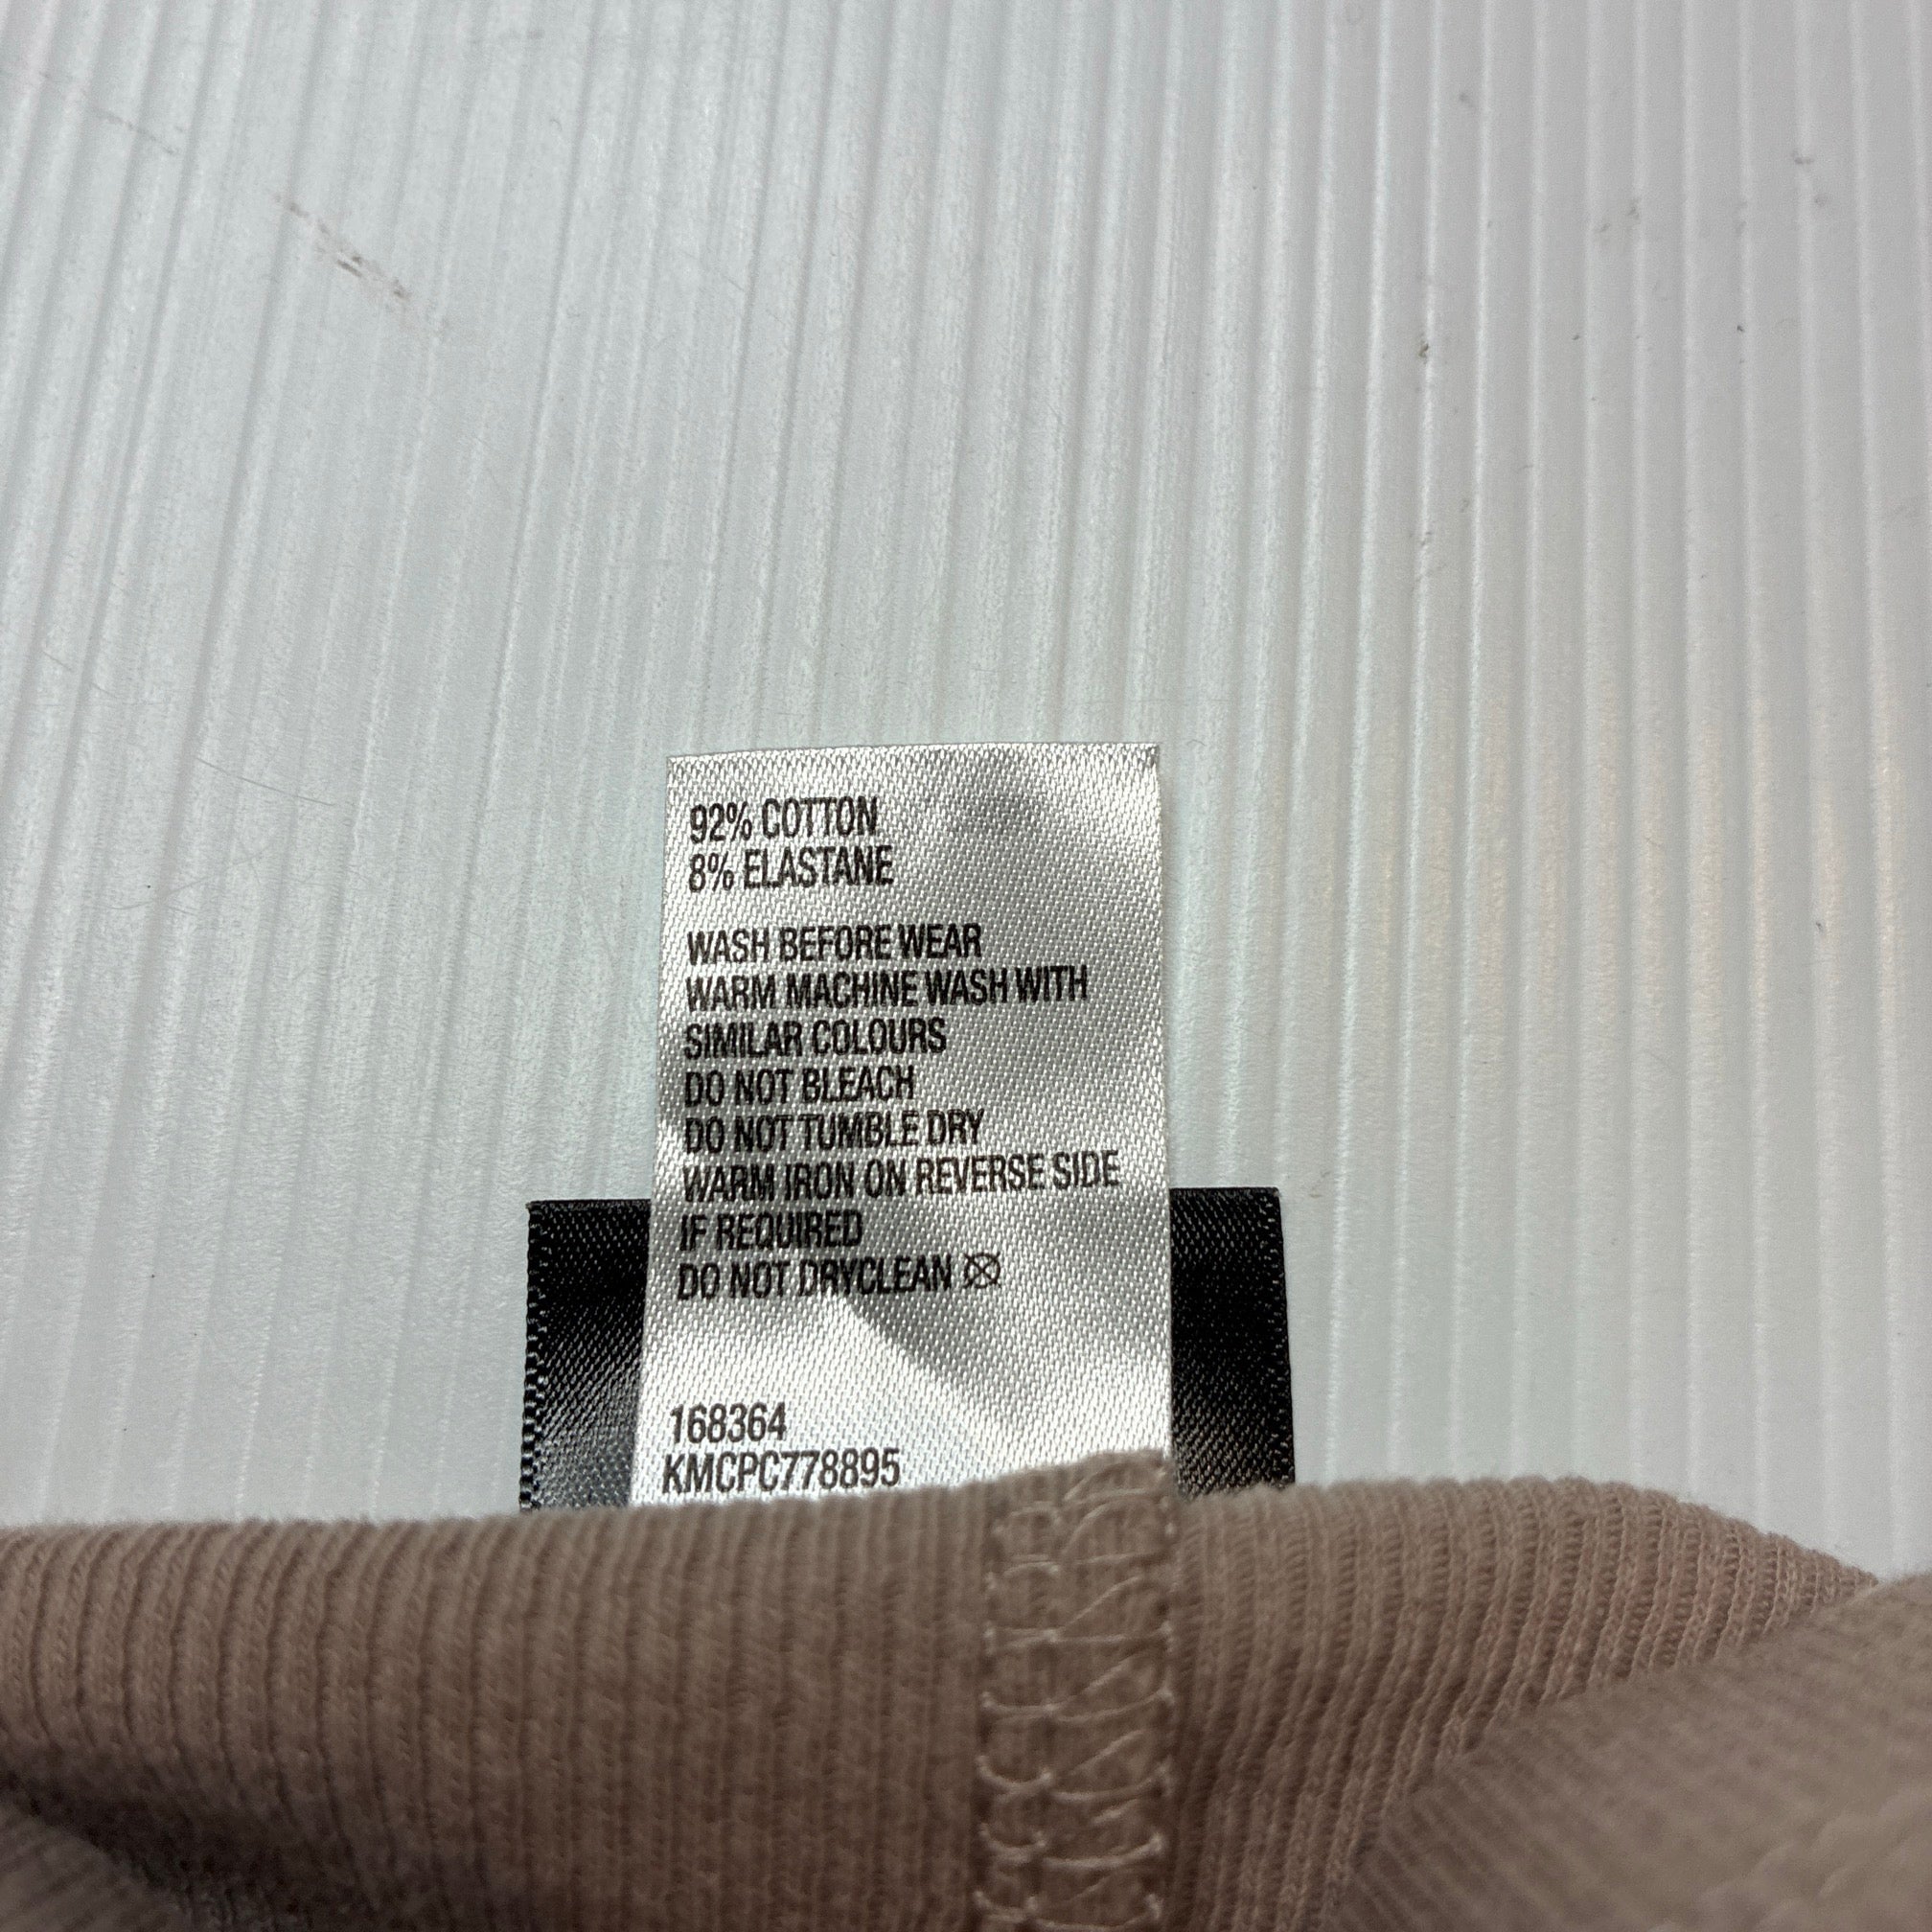 92% COTTON
8% ELASTANE
WASH BEFORE WEAR
WARM MACHINE WASH WITH
SIMILAR COLOURS
DO NOT BLEACH
DO NOT TUMBLE DRY
WARM IRON ON REVERSE SIDE
IF REQUIRED
DO NOT DRYCLEAN
168364
KMCPC778895